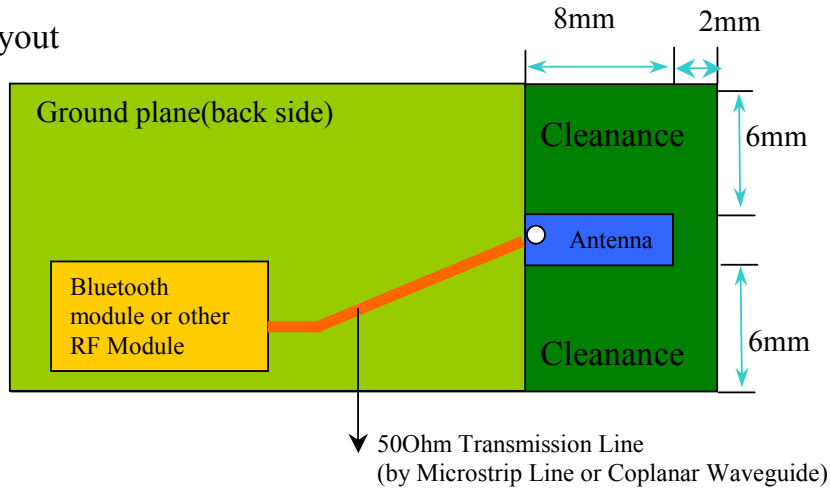 8mm
2mm
yout
Ground plane(back side)
Cleanance
6mm
Antenna
Bluetooth
module or other
RF Module
Cleanance
6mm
50Ohm Transmission Line
(by Microstrip Line or Coplanar Waveguide)